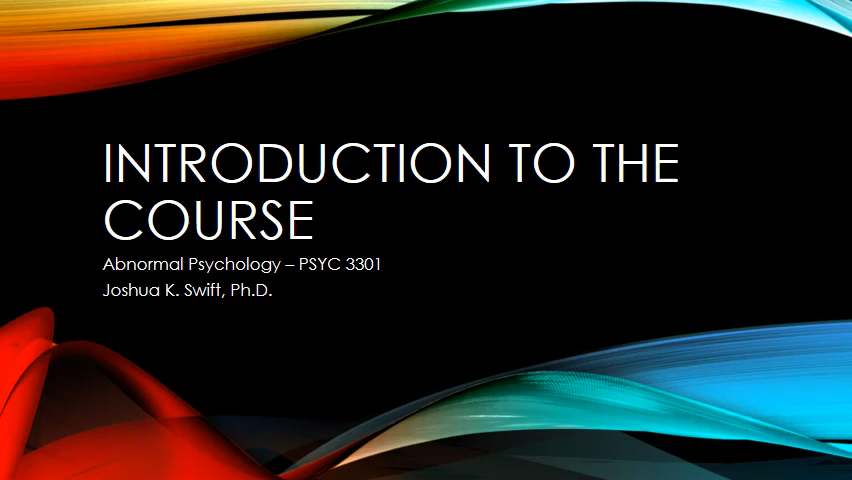 INTRODUCTION TO THE
COURSE
Abnormal Psychology – PSYC 3301
Joshua K. Swift, Ph.D.